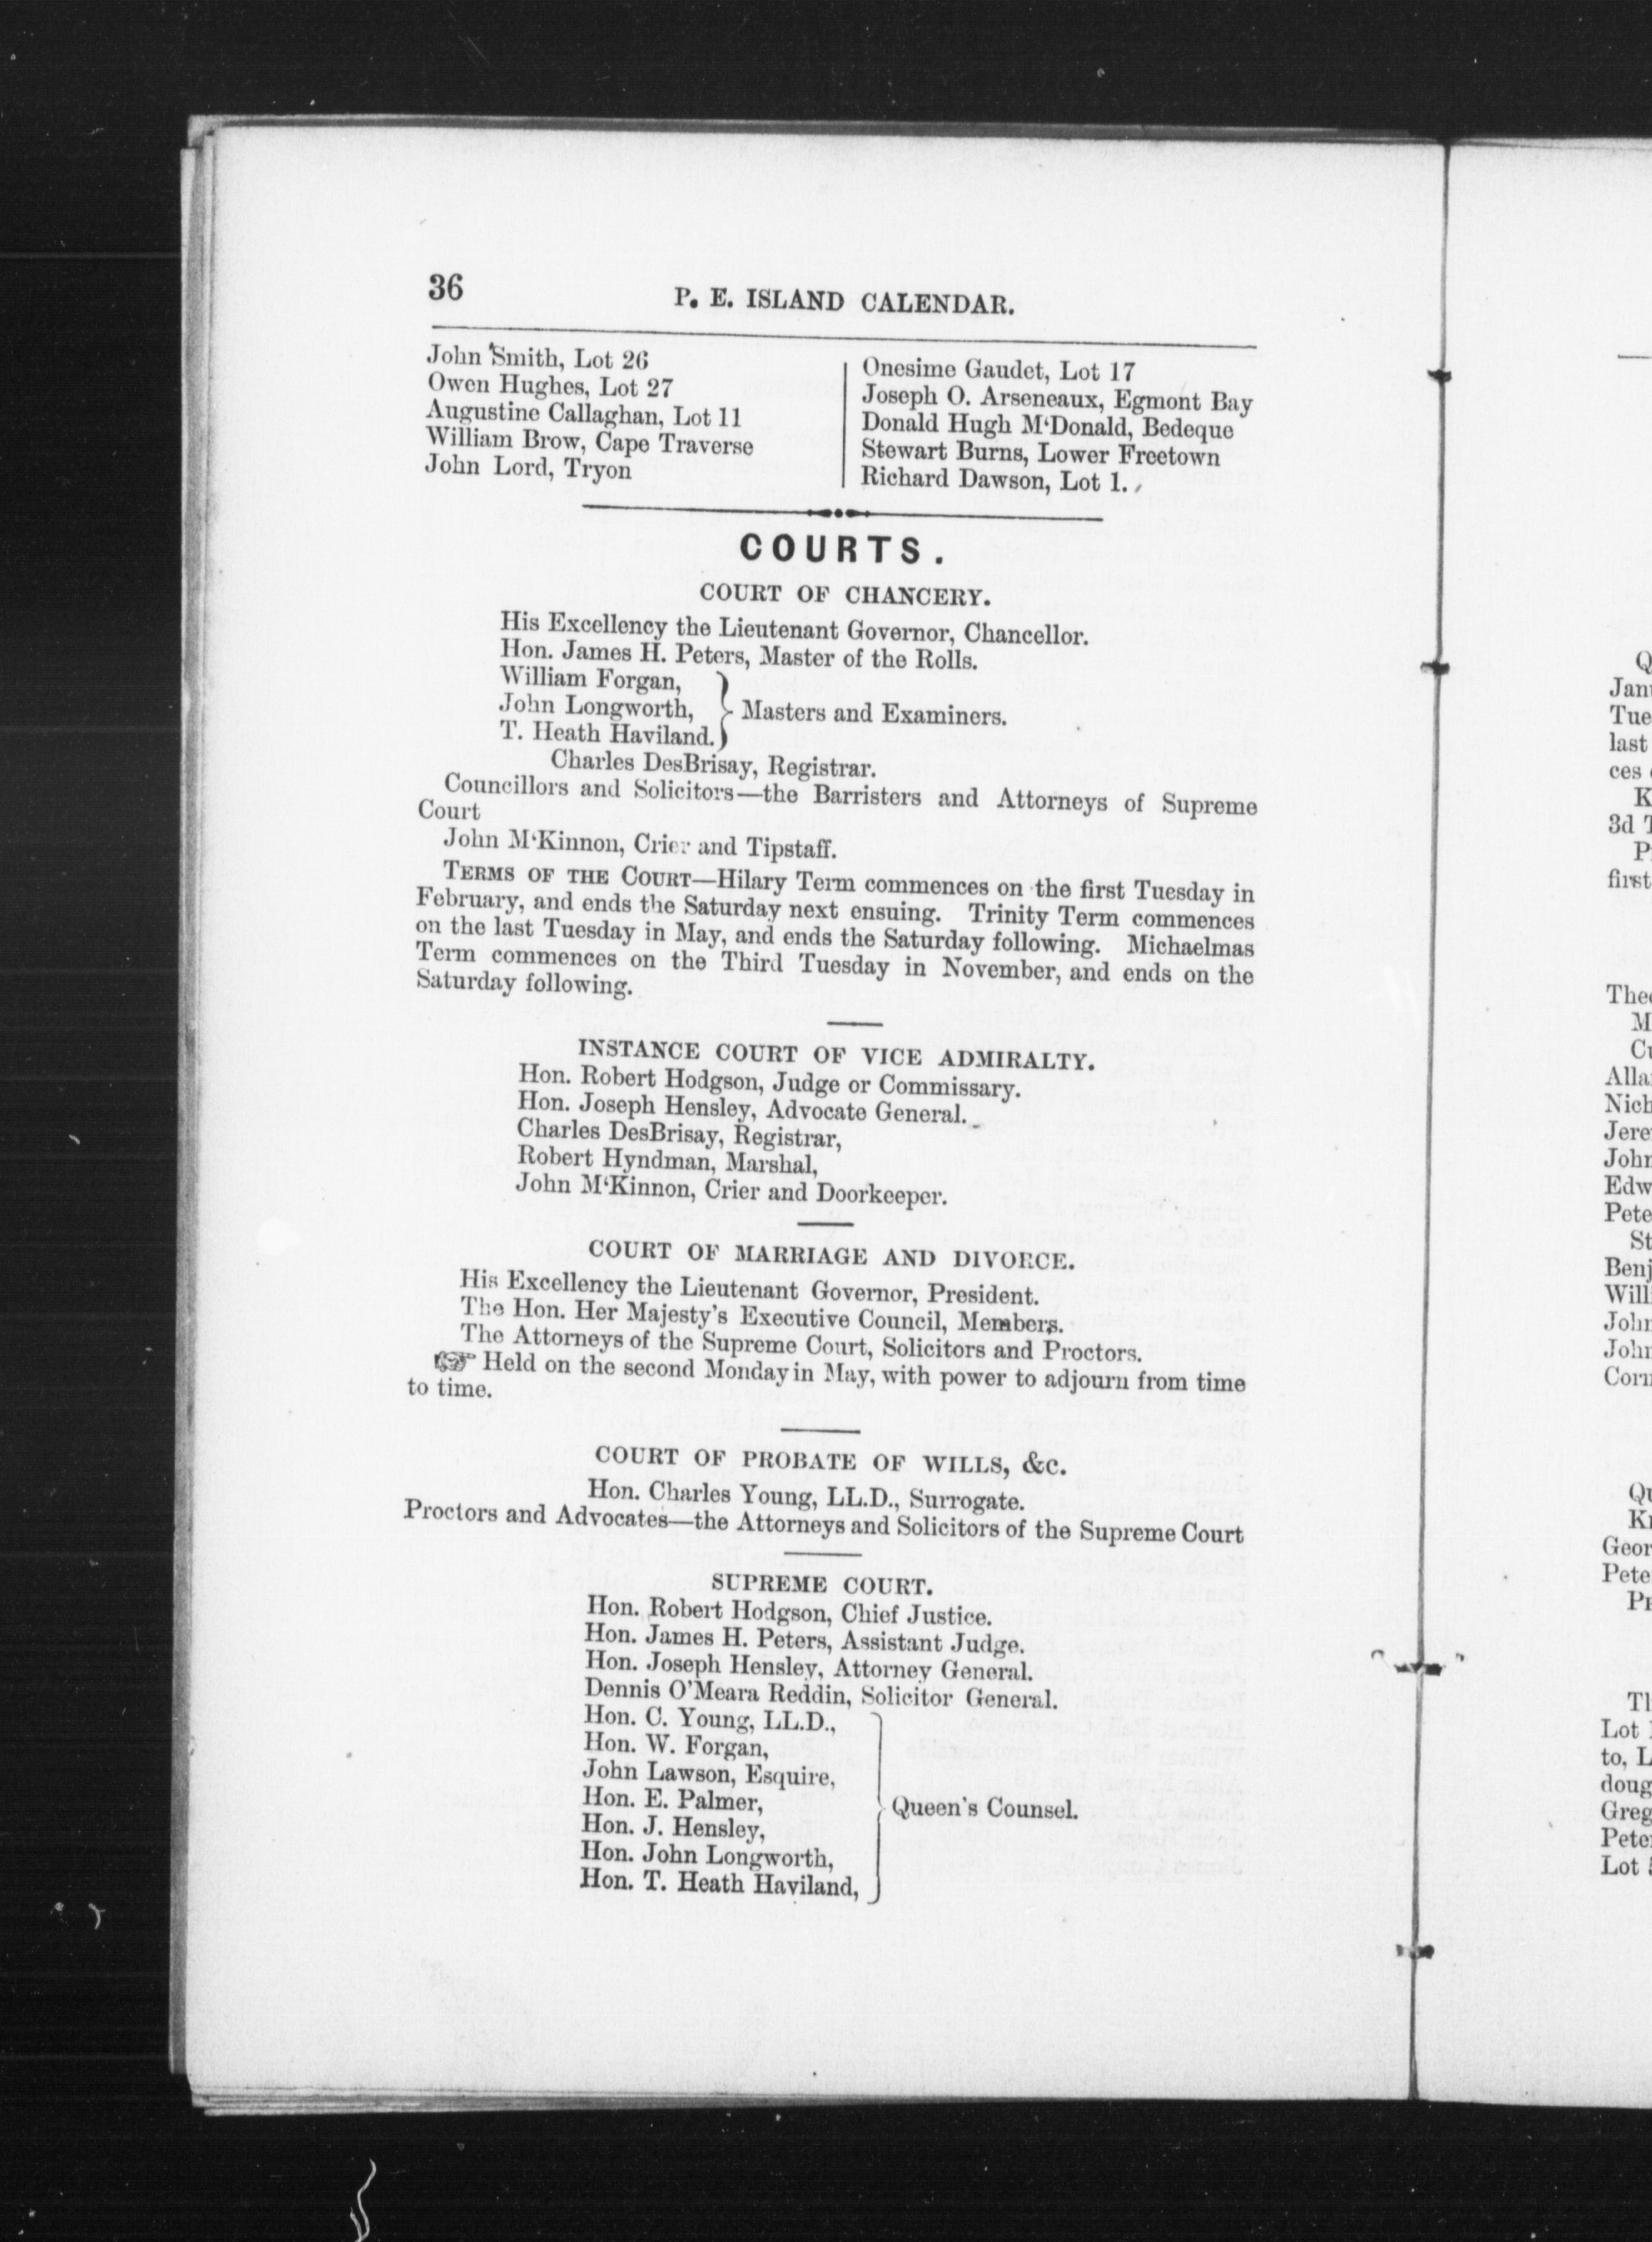 36
P. E. ISLAND CALENDAR.
John Smith, Lot 26
Owen Hughes, Lot 27
Augustine Callaghan, Lot 11
William Brow, Cape Traverse
John Lord, Tryon
Onesime Gaudet, Lot 17
Joseph O. Arseneaux, Egmont Bay
Donald Hugh M‘Donald, Bedeque
Stewart Burns, Lower Freetown
Richard Dawson, Lot 1.
COURTS.
COURT OF CHANCERY.
His Excellency the Lieutenant Governor, Chancellor.
Hon. James H. Peters, Master of the Rolls.
William Forgan,
John Longworth, } Masters and Examiners.
T. Heath Haviland.
Charles DesBrisay, Registrar.
Councillors and Solicitors—the Barristers and Attorneys of Supreme
Court
John M‘Kinnon, Crier and Tipstaff.
TERMS OF THE COURT—Hilary Term commences on the first Tuesday in
February, and ends the Saturday next ensuing. Trinity Term commences
on the last Tuesday in May, and ends the Saturday following. Michaelmas
Term commences on the Third Tuesday in November, and ends on the
Saturday following.
INSTANCE COURT OF VICE ADMIRALTY.
Hon. Robert Hodgson, Judge or Commissary.
Hon. Joseph Hensley, Advocate General.
Charles DesBrisay, Registrar,
Robert Hyndman, Marshal,
John M‘Kinnon, Crier and Doorkeeper.
COURT OF MARRIAGE AND DIVORCE.
His Excellency the Lieutenant Governor, President.
The Hon. Her Majesty's Executive Council, Members.
The Attorneys of the Supreme Court, Solicitors and Proctors.
☞ Held on the second Monday in May, with power to adjourn from time
to time.
COURT OF PROBATE OF WILLS, &c.
Hon. Charles Young, LL.D., Surrogate.
Proctors and Advocates—the Attorneys and Solicitors of the Supreme Court
SUPREME COURT.
Hon. Robert Hodgson, Chief Justice.
Hon. James H. Peters, Assistant Judge.
Hon. Joseph Hensley, Attorney General.
Dennis O'Meara Reddin, Solicitor General.
Hon. C. Young, LL.D.,
Hon. W. Forgan,
John Lawson, Esquire,
Hon. E. Palmer, } Queen's Counsel.
Hon. J. Hensley,
Hon. John Longworth,
Hon. T. Heath Haviland,
last
ces
3d
first
John
John
John
Lot
to, L
Lot